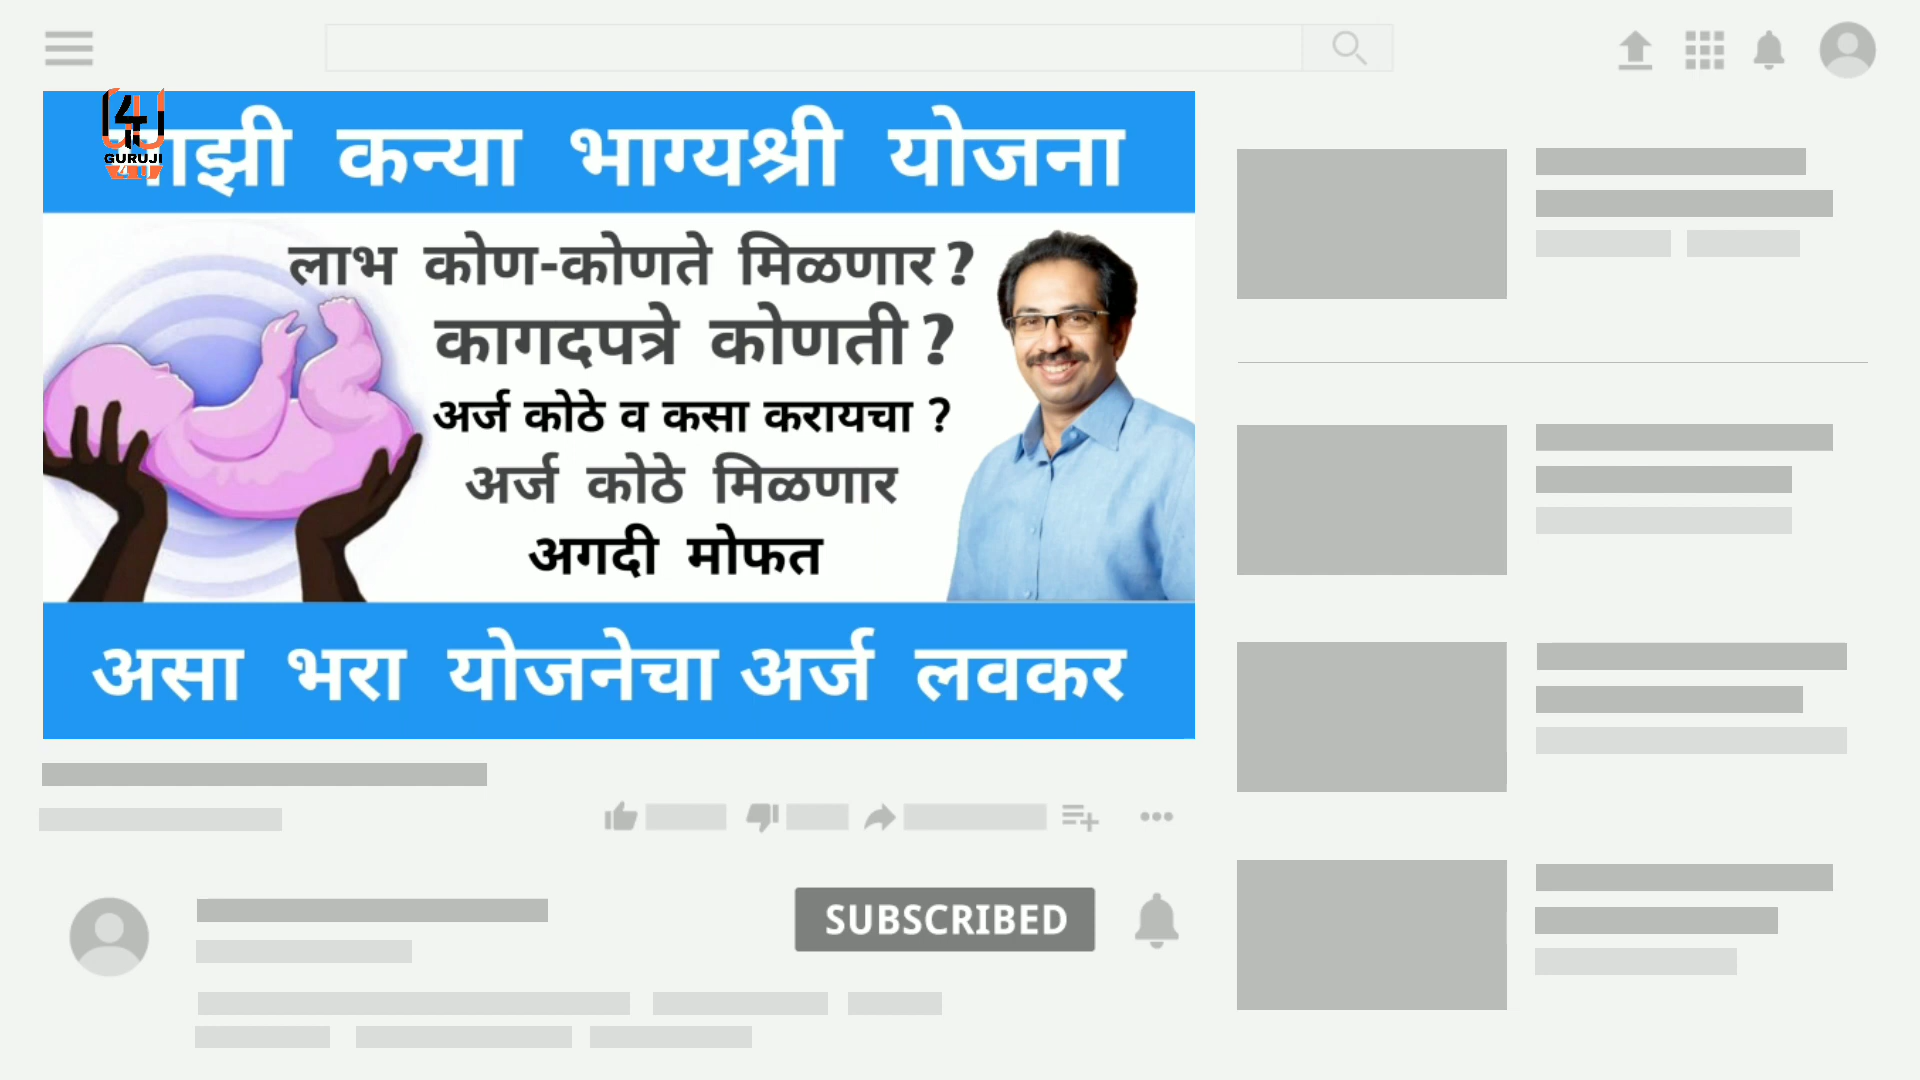 GURUJI
4U
कन्या भाग्यश्री योजना
लाभ कोण-कोणते मिळणार ?
कागदपत्रे कोणती ?
अर्ज कोठे व कसा करायचा ?
अर्ज कोठे मिळणार
अगदी मोफत
असा भरा योजनेचा अर्ज लवकर
SUBSCRIBED